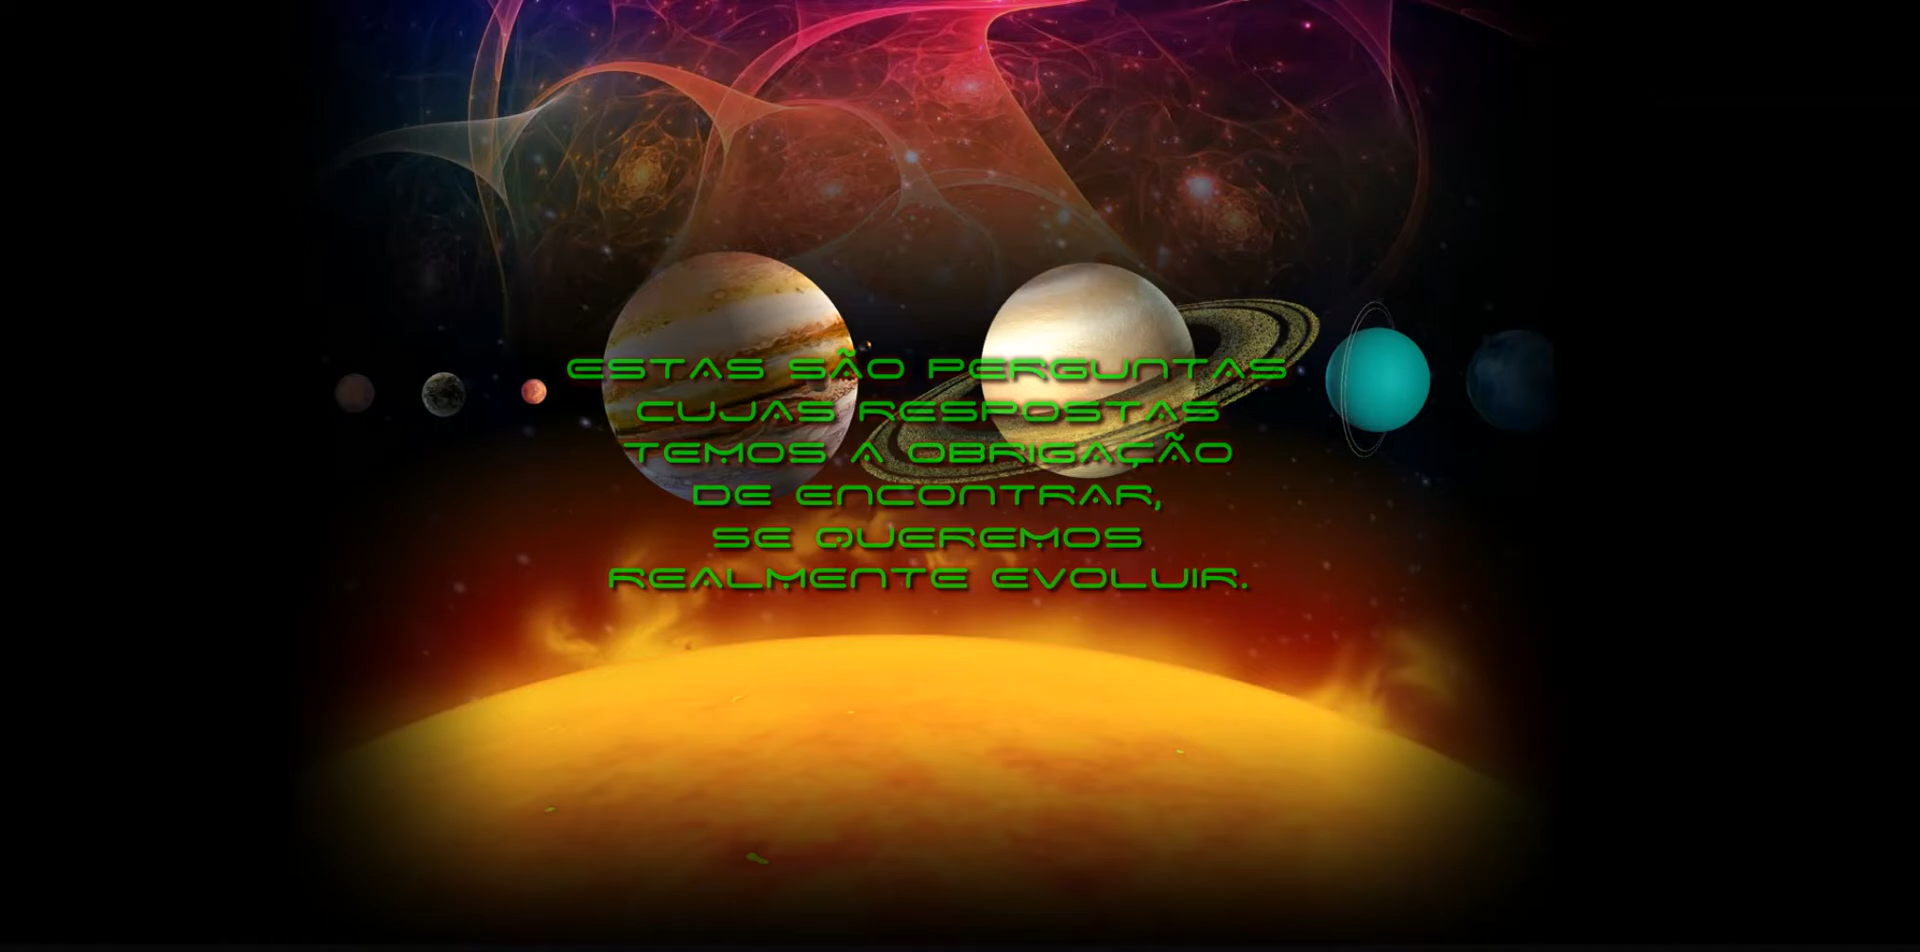 ESTAS SÃO PERGUNTAS
CUJAS RESPOSTAS
TEMOS A OBRIGAÇÃO
DE ENCONTRAR,
SE QUEREMOS
REALMENTE EVOLUIR.